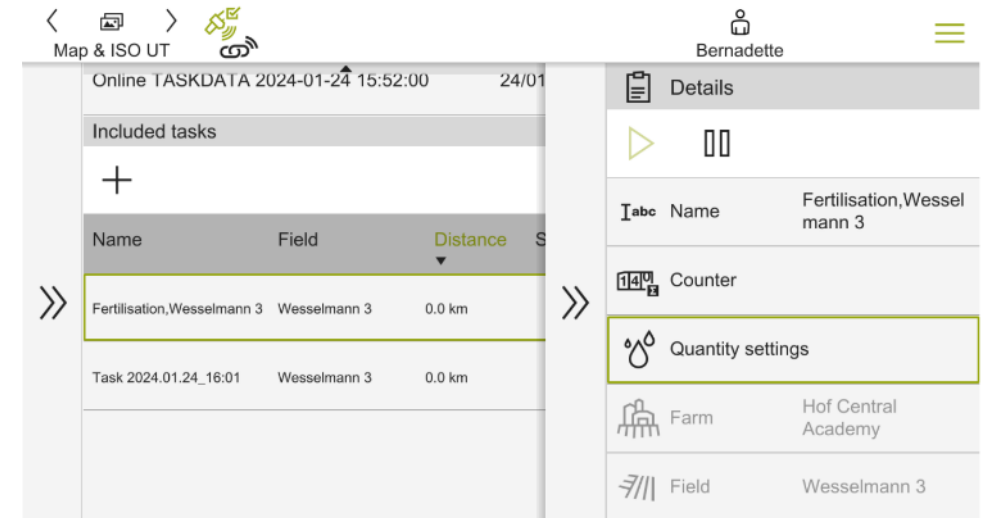 Map & ISO UT
Bernadette
Online TASKDATA 2024-01-24 15:52:00 24/01
Included tasks
Name Field Distance S
Fertilisation,Wesselmann 3 Wesselmann 3 0.0 km
Task 2024.01.24_16:01 Wesselmann 3 0.0 km
Details
Iabc Name Fertilisation,Wessel
mann 3
140 Σ Counter
Quantity settings
Farm Hof Central
Academy
Field Wesselmann 3